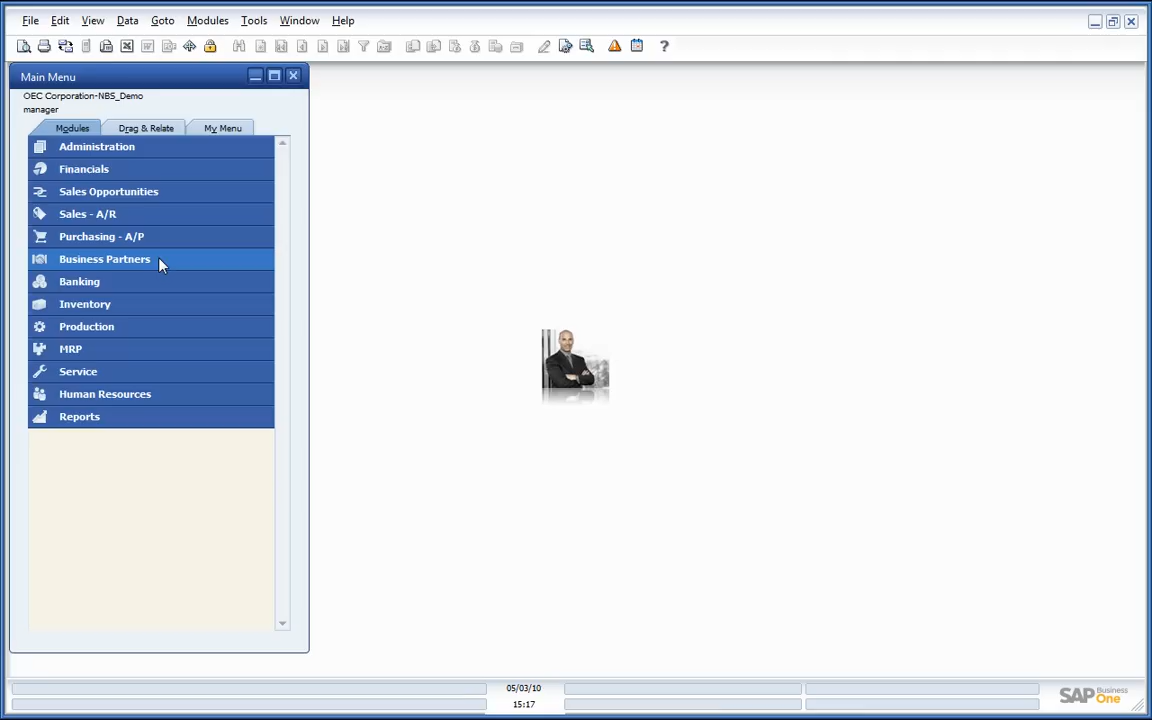 File Edit View Data Goto Modules Tools Window Help
Main Menu
OEC Corporation-NBS_Demo
manager
Modules Drag & Relate My Menu
Administration
Financials
Sales Opportunities
Sales - A/R
Purchasing - A/P
Business Partners
Banking
Inventory
Production
MRP
Service
Human Resources
Reports
05/03/10
15:17
SAP Business One